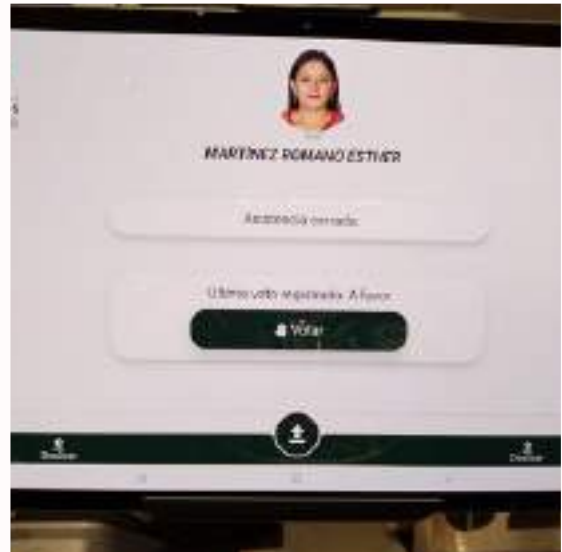 MARTÍNEZ ROMANO ESTHER
Asistencia cerrada
Último voto registrado: A favor
Votar